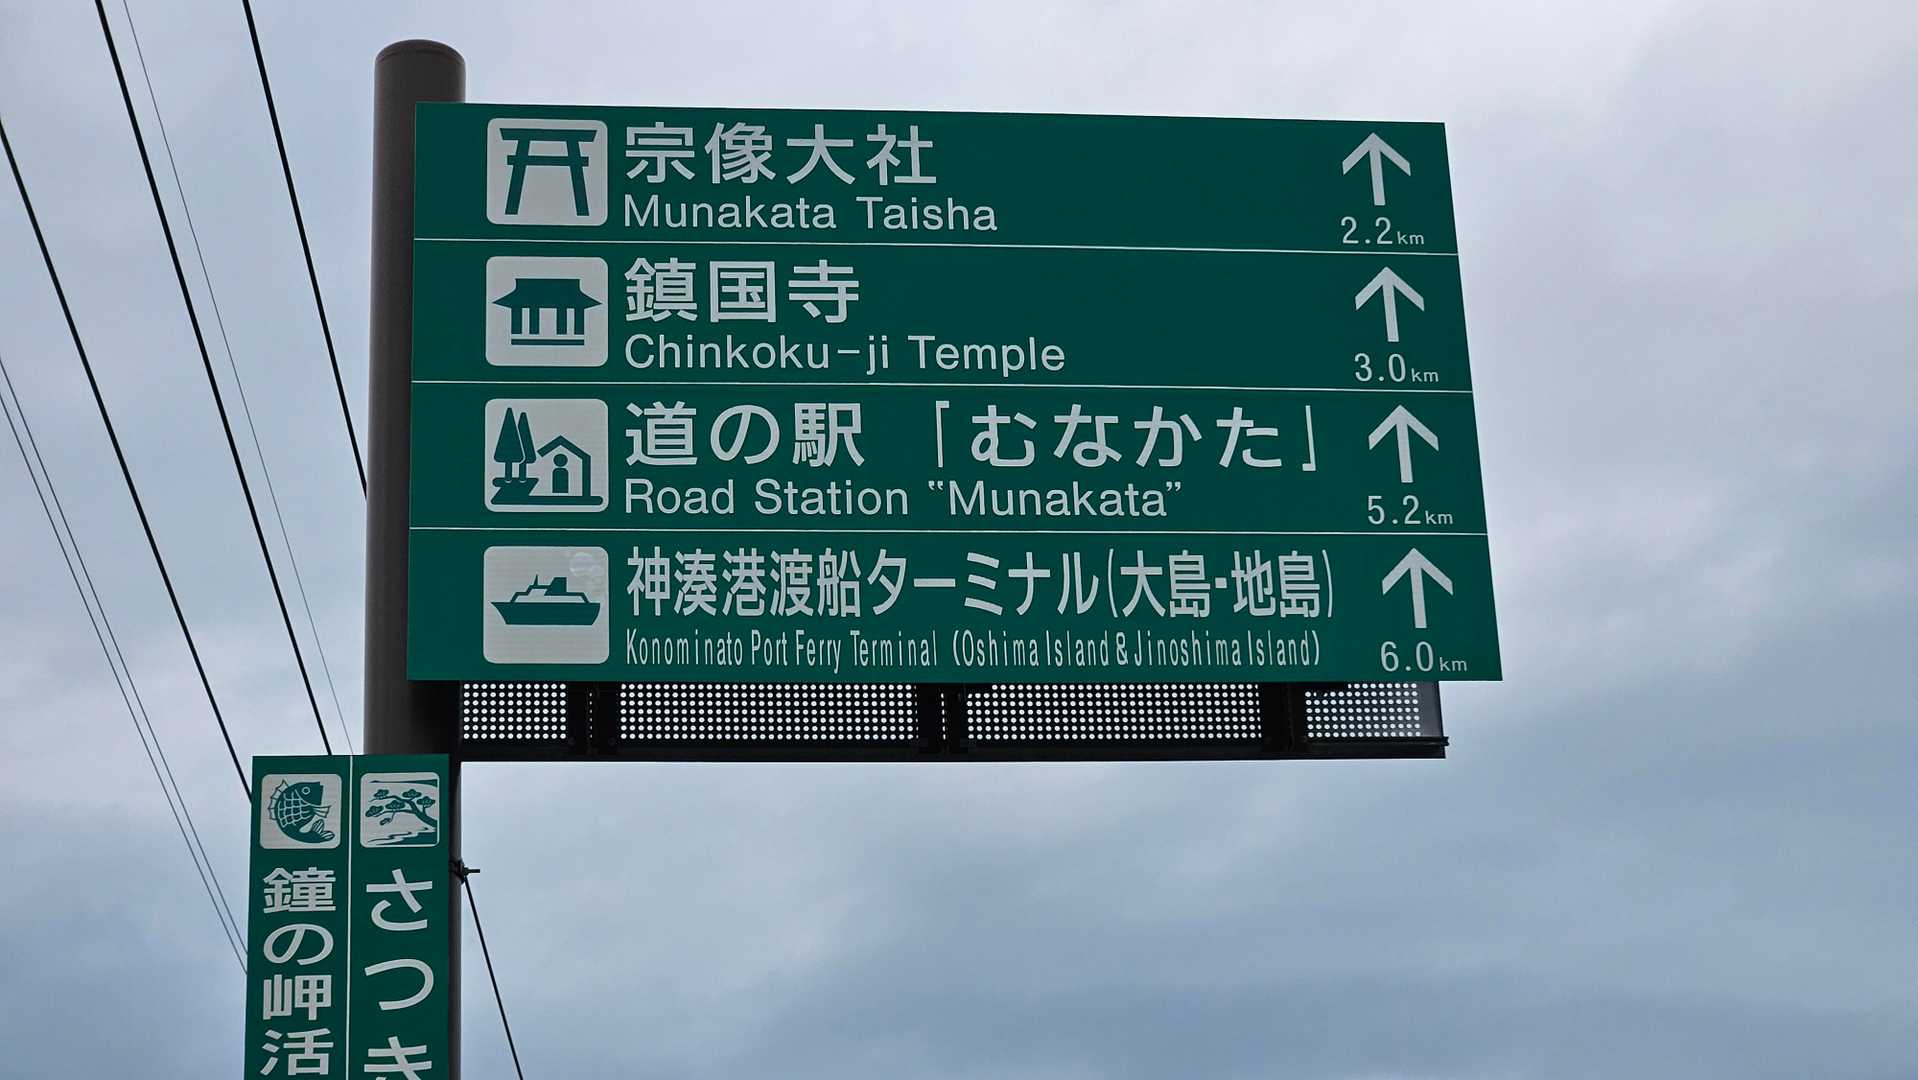 宗像大社
Munakata Taisha
2.2km
鎮国寺
Chinkoku-ji Temple
3.0km
道の駅「むなかた」
Road Station “Munakata”
5.2km
神湊港渡船ターミナル(大島・地島)
Konominato Port Ferry Terminal (Oshima Island & Jinoshima Island)
6.0km
さつき
鐘の岬活